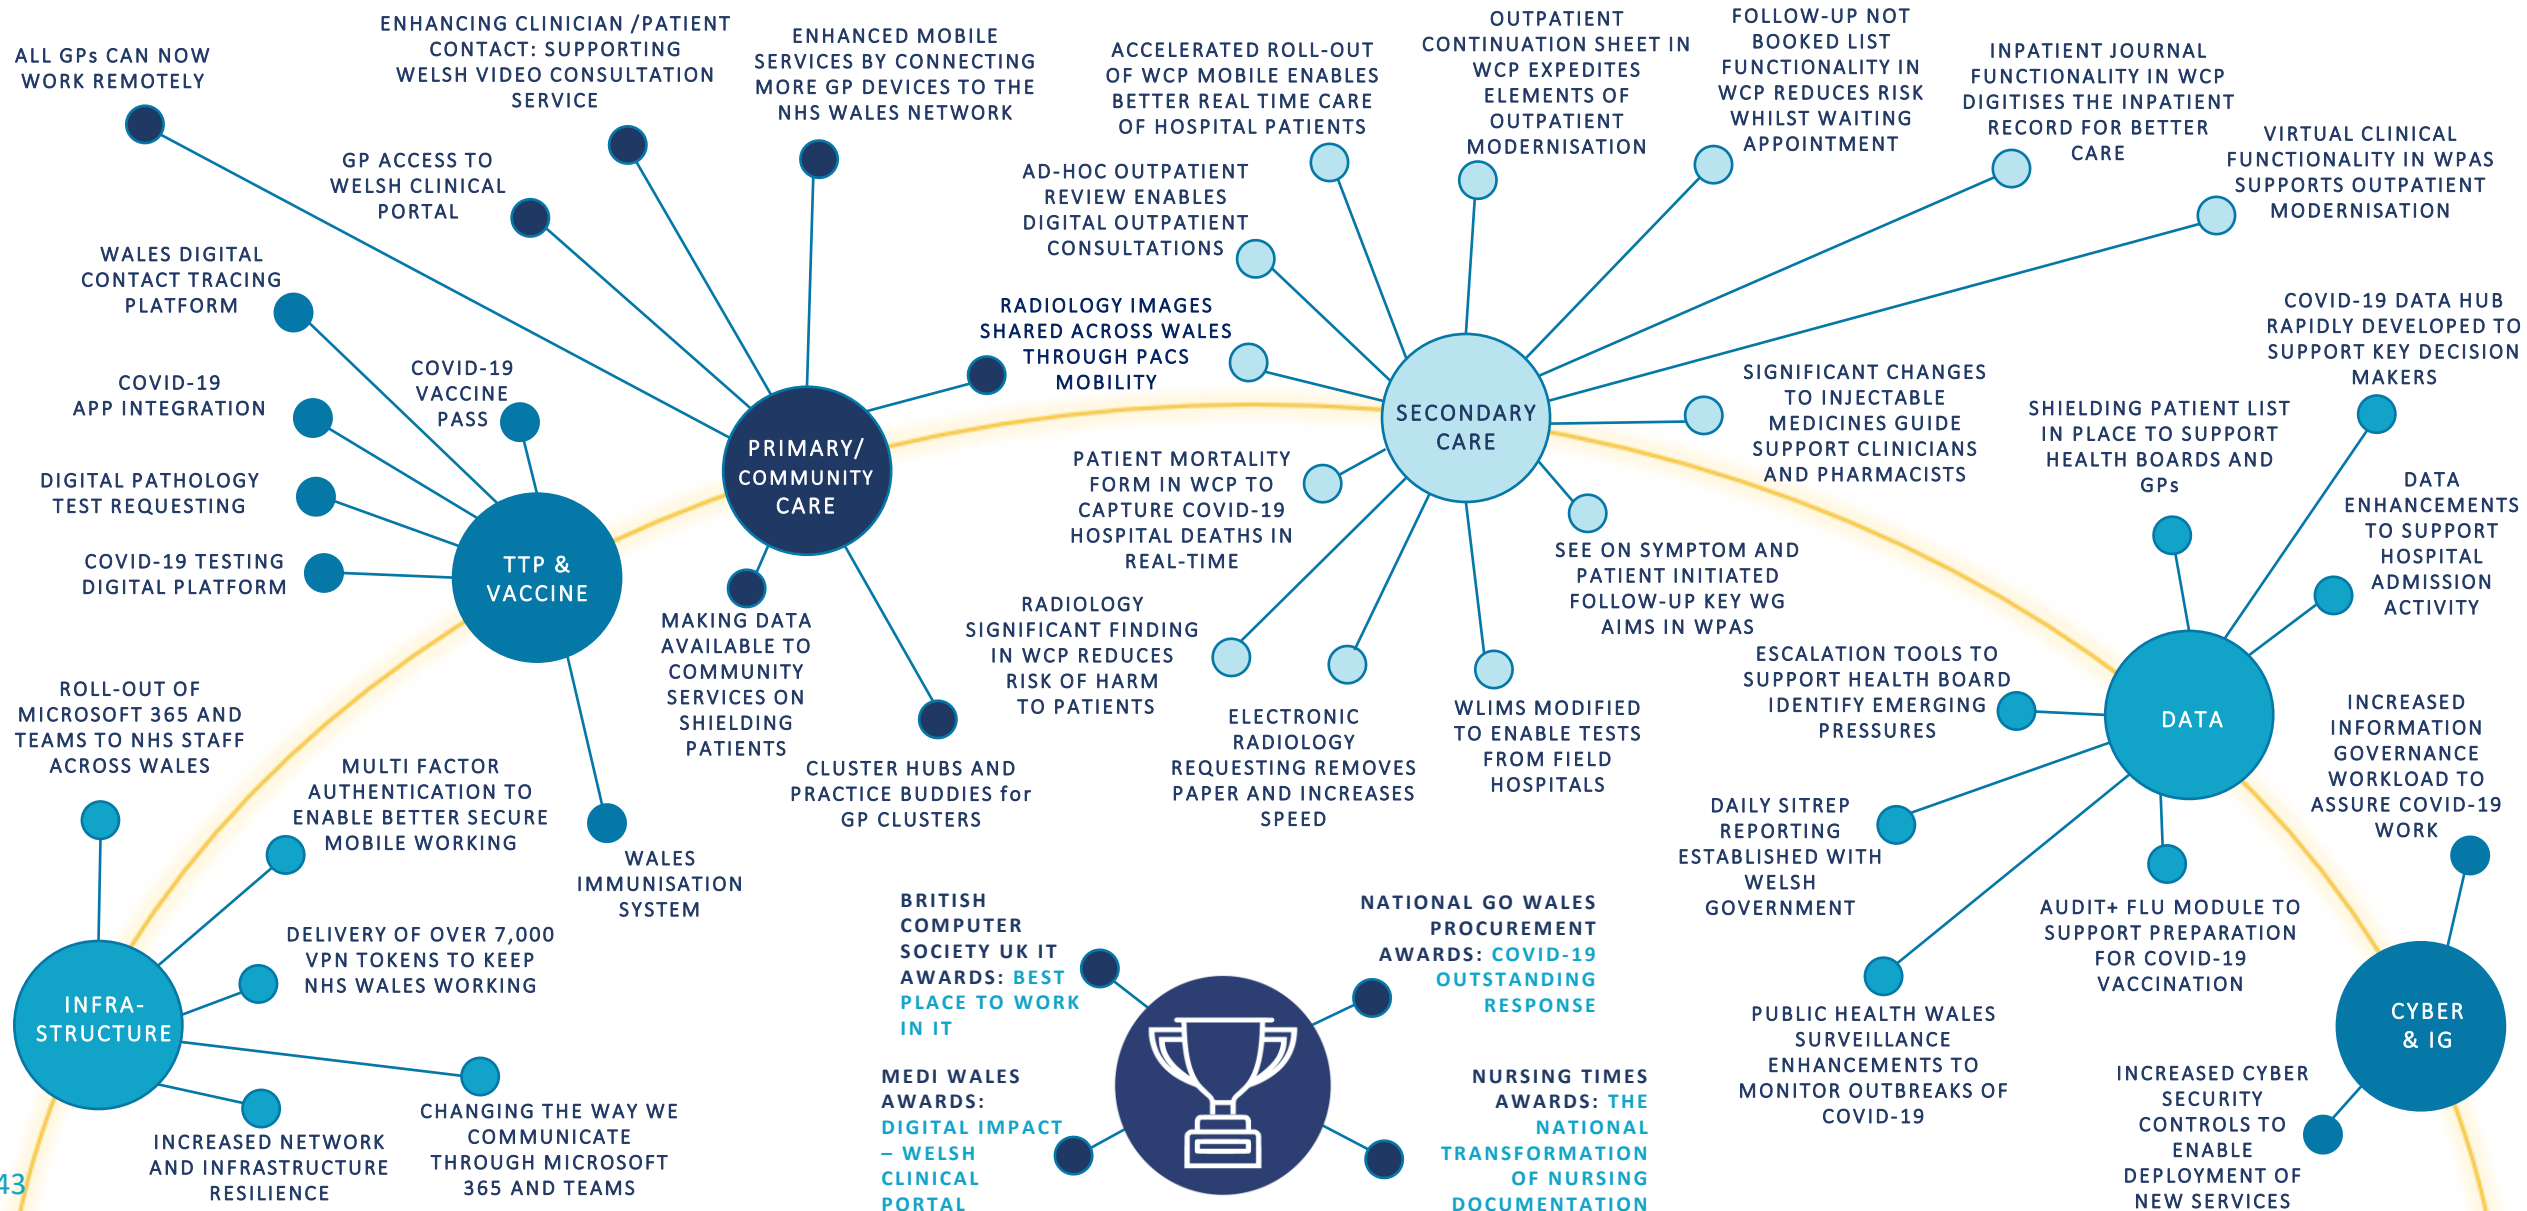 ALL GPs CAN NOW
WORK REMOTELY
ENHANCING CLINICIAN /PATIENT
CONTACT: SUPPORTING
WELSH VIDEO CONSULTATION
SERVICE
ENHANCED MOBILE
SERVICES BY CONNECTING
MORE GP DEVICES TO THE
NHS WALES NETWORK
GP ACCESS TO
WELSH CLINICAL
PORTAL
ACCELERATED ROLL-OUT
OF WCP MOBILE ENABLES
BETTER REAL TIME CARE
OF HOSPITAL PATIENTS
OUTPATIENT
CONTINUATION SHEET IN
WCP EXPEDITES
ELEMENTS OF
OUTPATIENT
MODERNISATION
FOLLOW-UP NOT
BOOKED LIST
FUNCTIONALITY IN
WCP REDUCES RISK
WHILST WAITING
APPOINTMENT
INPATIENT JOURNAL
FUNCTIONALITY IN WCP
DIGITISES THE INPATIENT
RECORD FOR BETTER
CARE
VIRTUAL CLINICAL
FUNCTIONALITY IN WPAS
SUPPORTS OUTPATIENT
MODERNISATION
AD-HOC OUTPATIENT
REVIEW ENABLES
DIGITAL OUTPATIENT
CONSULTATIONS
RADIOLOGY IMAGES
SHARED ACROSS WALES
THROUGH PACS
MOBILITY
WALES DIGITAL
CONTACT TRACING
PLATFORM
COVID-19
APP INTEGRATION
COVID-19
VACCINE
PASS
DIGITAL PATHOLOGY
TEST REQUESTING
COVID-19 TESTING
DIGITAL PLATFORM
TTP &
VACCINE
PRIMARY/
COMMUNITY
CARE
SECONDARY
CARE
SIGNIFICANT CHANGES
TO INJECTABLE
MEDICINES GUIDE
SUPPORT CLINICIANS
AND PHARMACISTS
COVID-19 DATA HUB
RAPIDLY DEVELOPED TO
SUPPORT KEY DECISION
MAKERS
SHIELDING PATIENT LIST
IN PLACE TO SUPPORT
HEALTH BOARDS AND
GPs
DATA
ENHANCEMENTS
TO SUPPORT
HOSPITAL
ADMISSION
ACTIVITY
PATIENT MORTALITY
FORM IN WCP TO
CAPTURE COVID-19
HOSPITAL DEATHS IN
REAL-TIME
SEE ON SYMPTOM AND
PATIENT INITIATED
FOLLOW-UP KEY WG
AIMS IN WPAS
RADIOLOGY
SIGNIFICANT FINDING
IN WCP REDUCES
RISK OF HARM
TO PATIENTS
ELECTRONIC
RADIOLOGY
REQUESTING REMOVES
PAPER AND INCREASES
SPEED
WLIMS MODIFIED
TO ENABLE TESTS
FROM FIELD
HOSPITALS
MAKING DATA
AVAILABLE TO
COMMUNITY
SERVICES ON
SHIELDING
PATIENTS
CLUSTER HUBS AND
PRACTICE BUDDIES for
GP CLUSTERS
WALES
IMMUNISATION
SYSTEM
ROLL-OUT OF
MICROSOFT 365 AND
TEAMS TO NHS STAFF
ACROSS WALES
MULTI FACTOR
AUTHENTICATION TO
ENABLE BETTER SECURE
MOBILE WORKING
DELIVERY OF OVER 7,000
VPN TOKENS TO KEEP
NHS WALES WORKING
INFRA-
STRUCTURE
INCREASED NETWORK
AND INFRASTRUCTURE
RESILIENCE
CHANGING THE WAY WE
COMMUNICATE
THROUGH MICROSOFT
365 AND TEAMS
BRITISH
COMPUTER
SOCIETY UK IT
AWARDS: BEST
PLACE TO WORK
IN IT
NATIONAL GO WALES
PROCUREMENT
AWARDS: COVID-19
OUTSTANDING
RESPONSE
MEDI WALES
AWARDS:
DIGITAL IMPACT
– WELSH
CLINICAL
PORTAL
NURSING TIMES
AWARDS: THE
NATIONAL
TRANSFORMATION
OF NURSING
DOCUMENTATION
ESCALATION TOOLS TO
SUPPORT HEALTH BOARD
IDENTIFY EMERGING
PRESSURES
DATA
DAILY SITREP
REPORTING
ESTABLISHED WITH
WELSH
GOVERNMENT
AUDIT+ FLU MODULE TO
SUPPORT PREPARATION
FOR COVID-19
VACCINATION
PUBLIC HEALTH WALES
SURVEILLANCE
ENHANCEMENTS TO
MONITOR OUTBREAKS OF
COVID-19
INCREASED
INFORMATION
GOVERNANCE
WORKLOAD TO
ASSURE COVID-19
WORK
CYBER
& IG
INCREASED CYBER
SECURITY
CONTROLS TO
ENABLE
DEPLOYMENT OF
NEW SERVICES
43